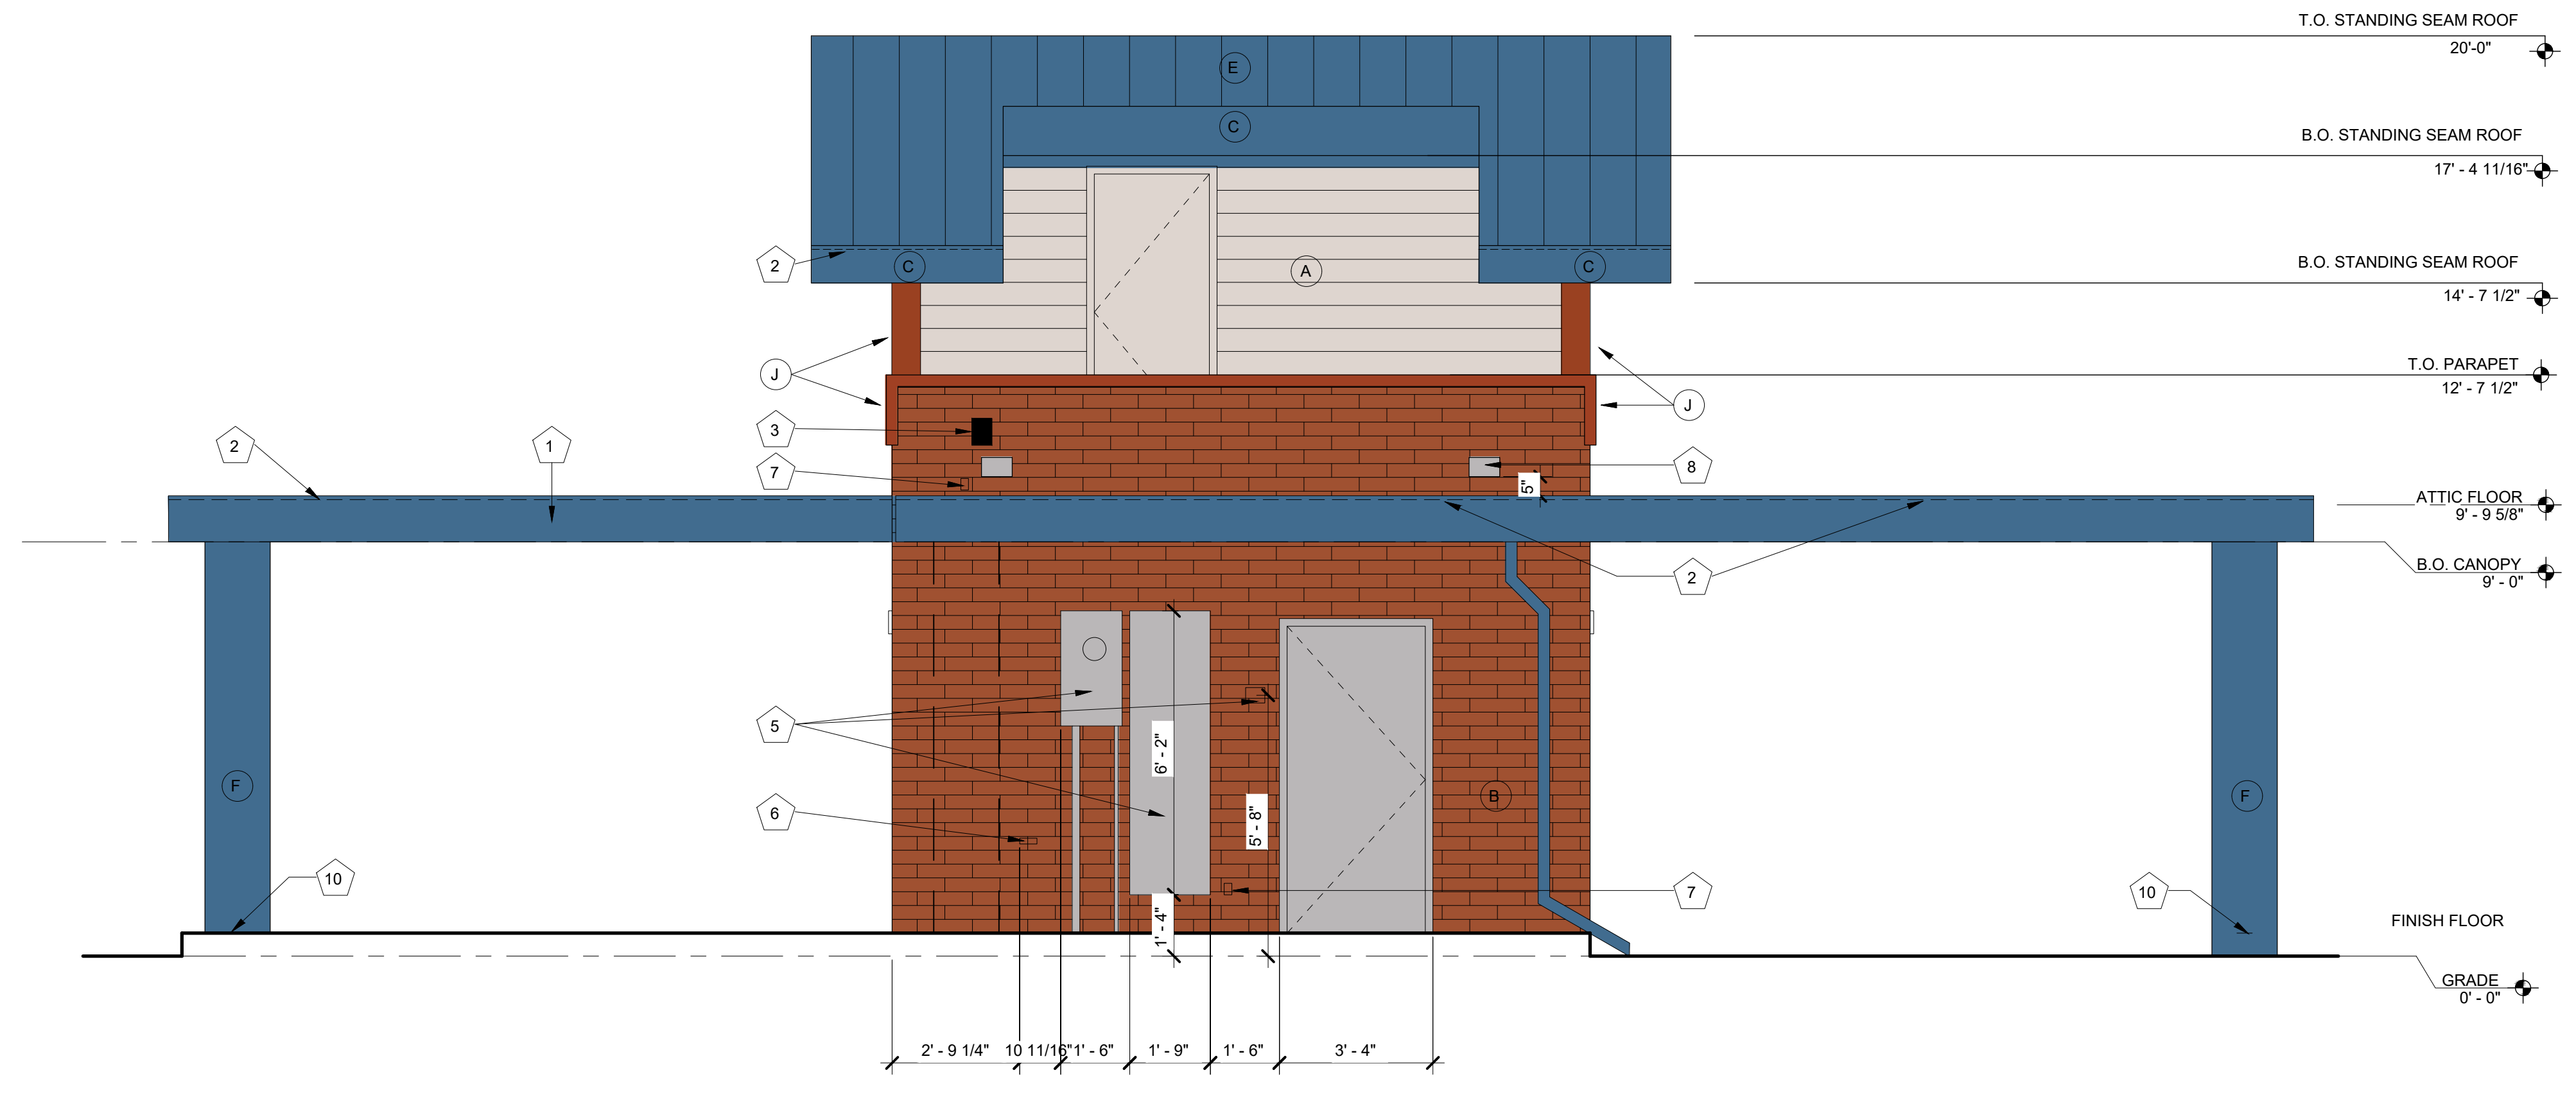 T.O. STANDING SEAM ROOF
20'-0"
E
C
B.O. STANDING SEAM ROOF
17' - 4 11/16"
2
C
A
C
B.O. STANDING SEAM ROOF
14' - 7 1/2"
J
T.O. PARAPET
12' - 7 1/2"
J
3
2
1
7
8
5"
ATTIC FLOOR
9' - 9 5/8"
B.O. CANOPY
9' - 0"
2
5
6' - 2"
F
B
F
6
5' - 8"
10
7
10
1' - 4"
FINISH FLOOR
GRADE
0' - 0"
2' - 9 1/4" 10 11/16" 1' - 6" 1' - 9" 1' - 6" 3' - 4"